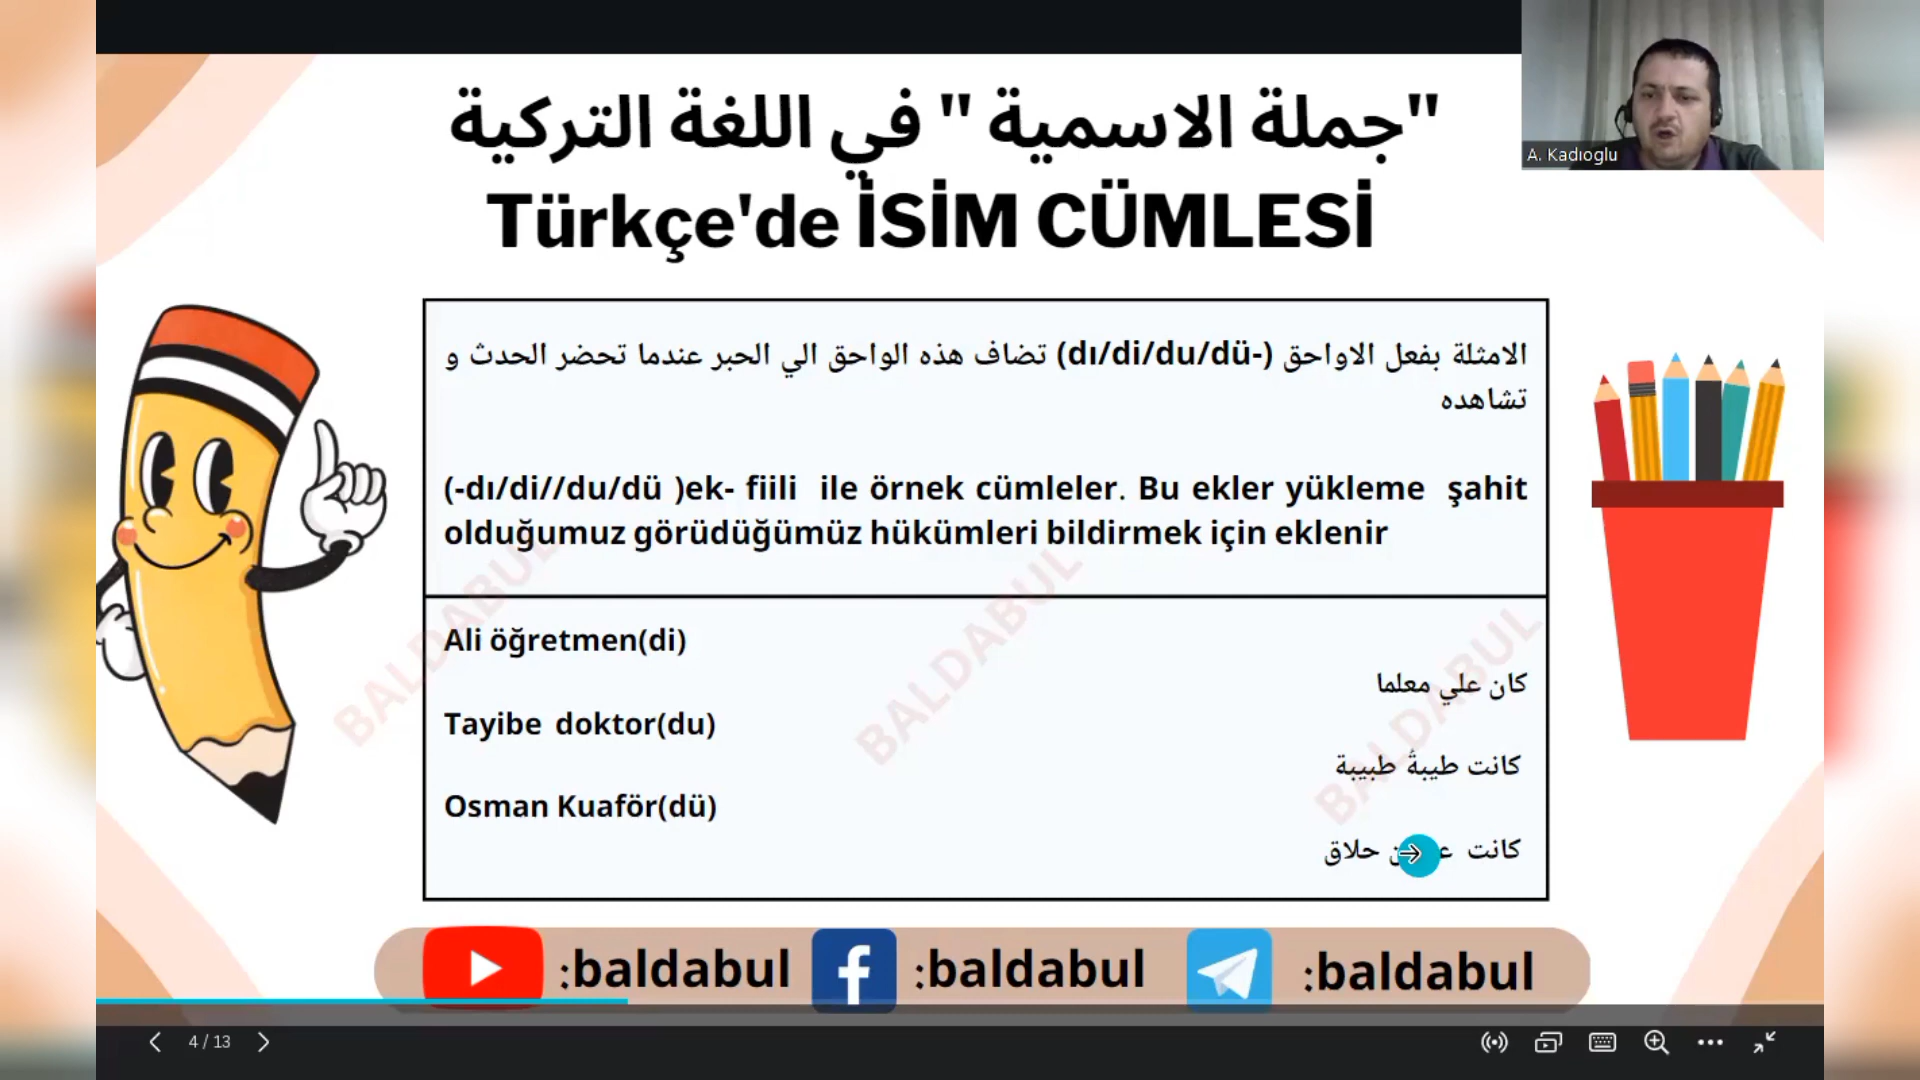 "جملة الاسمية " في اللغة التركية
Türkçe'de İSİM CÜMLESİ
A. Kadıoglu
الامثلة بفعل الاواحق (-dı/di/du/dü) تضاف هذه الواحق الي الحبر عندما تحضر الحدث و
تشاهده
(-dı/di//du/dü )ek- fiili ile örnek cümleler. Bu ekler yükleme şahit
olduğumuz görüdüğümüz hükümleri bildirmek için eklenir
Ali öğretmen(di)
كان علي معلما
Tayibe doktor(du)
كانت طيبةُ طبيبة
Osman Kuaför(dü)
كانت حلاق
BALDABUL
BALDABUL
BALDABUL
:baldabul
:baldabul
:baldabul
4 / 13